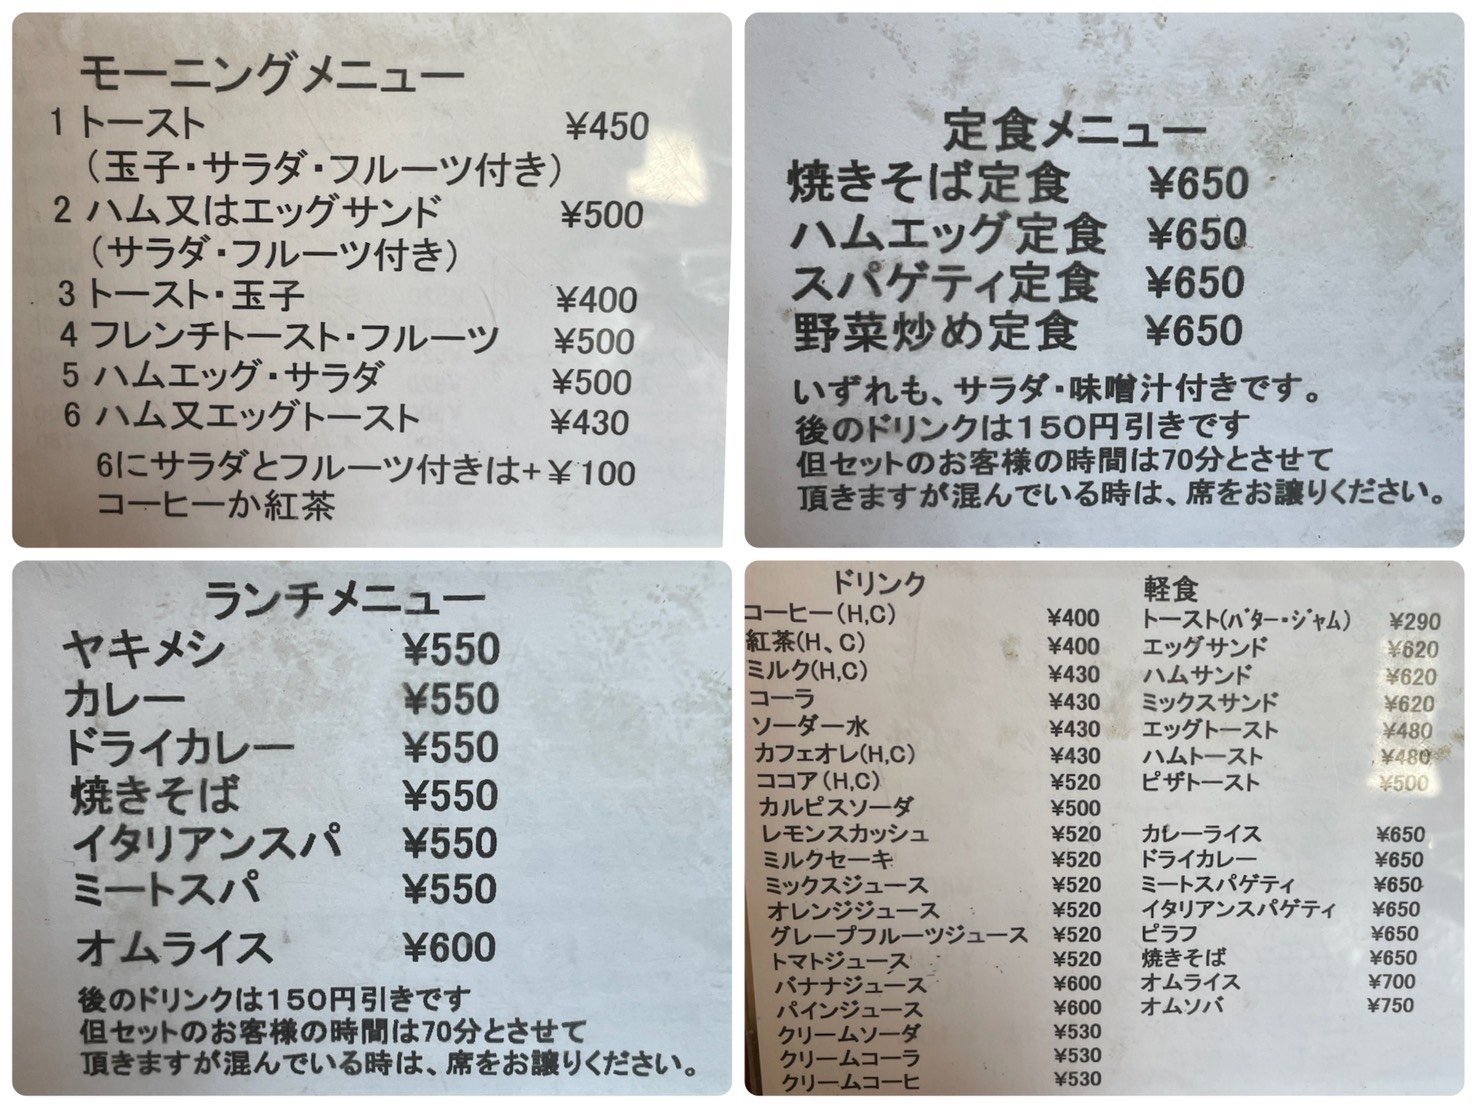 モーニングメニュー
1 トースト ¥450
(玉子・サラダ・フルーツ付き)
2 ハム又はエッグサンド ¥500
(サラダ・フルーツ付き)
3 トースト・玉子 ¥400
4 フレンチトースト・フルーツ ¥500
5 ハムエッグ・サラダ ¥500
6 ハム又エッグトースト ¥430
6にサラダとフルーツ付きは+¥100
コーヒーか紅茶
定食メニュー
焼きそば定食 ¥650
ハムエッグ定食 ¥650
スパゲティ定食 ¥650
野菜炒め定食 ¥650
いずれも、サラダ・味噌汁付きです。
後のドリンクは150円引きです
但セットのお客様の時間は70分とさせて
頂きますが混んでいる時は、席をお譲りください。
ランチメニュー
ヤキメシ ¥550
カレー ¥550
ドライカレー ¥550
焼きそば ¥550
イタリアンスパ ¥550
ミートスパ ¥550
オムライス ¥600
後のドリンクは150円引きです
但セットのお客様の時間は70分とさせて
頂きますが混んでいる時は、席をお譲りください。
ドリンク
コーヒー(H,C) ¥400
紅茶(H、C) ¥400
ミルク(H,C) ¥430
コーラ ¥430
ソーダー水 ¥430
カフェオレ(H,C) ¥430
ココア(H,C) ¥520
カルピスソーダ ¥500
レモンスカッシュ ¥520
ミルクセーキ ¥520
ミックスジュース ¥520
オレンジジュース ¥520
グレープフルーツジュース ¥520
トマトジュース ¥520
バナナジュース ¥600
パインジュース ¥600
クリームソーダ ¥530
クリームコーラ ¥530
クリームコーヒ ¥530
軽食
トースト(バター・ジャム) ¥290
エッグサンド ¥620
ハムサンド ¥620
ミックスサンド ¥620
エッグトースト ¥480
ハムトースト ¥480
ピザトースト ¥500
カレーライス ¥650
ドライカレー ¥650
ミートスパゲティ ¥650
イタリアンスパゲティ ¥650
ピラフ ¥650
焼きそば ¥650
オムライス ¥700
オムソバ ¥750